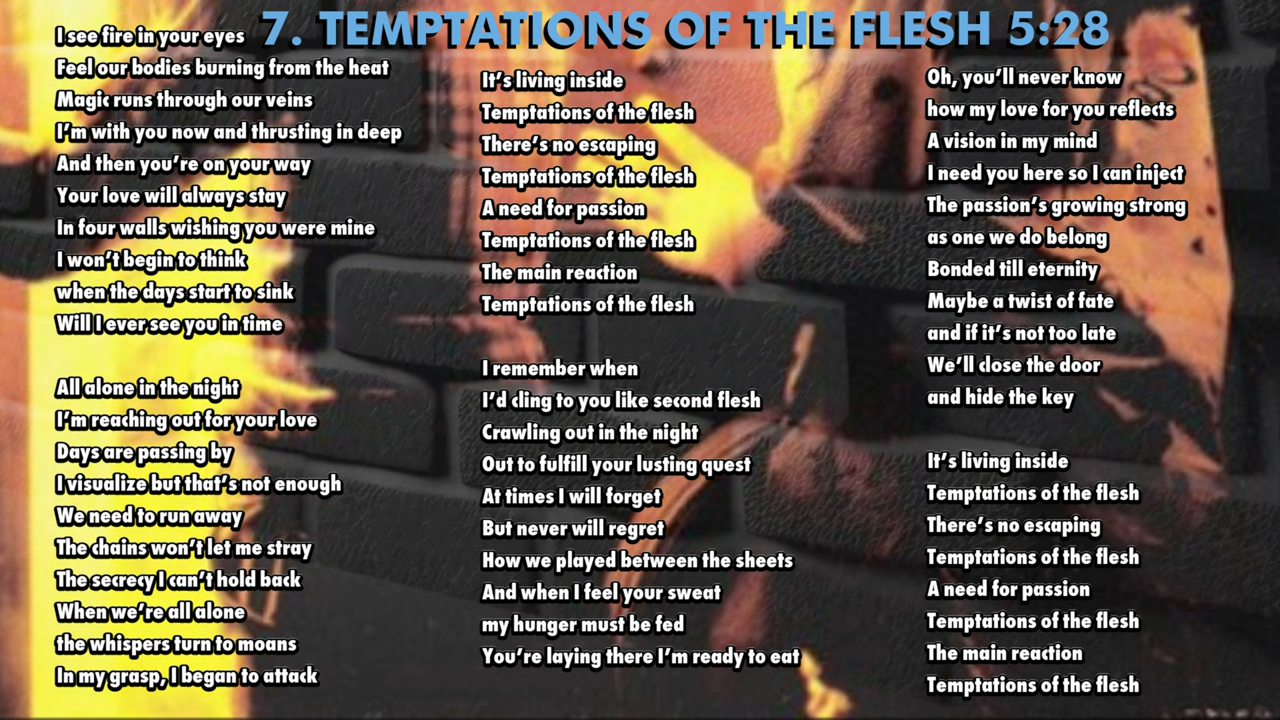 7. TEMPTATIONS OF THE FLESH 5:28
I see fire in your eyes
Feel our bodies burning from the heat
Magic runs through our veins
I'm with you now and thrusting in deep
And then you're on your way
Your love will always stay
In four walls wishing you were mine
I won't begin to think
when the days start to sink
Will I ever see you in time
All alone in the night
I'm reaching out for your love
Days are passing by
I visualize but that's not enough
We need to run away
The chains won't let me stray
The secrecy I can't hold back
When we're all alone
the whispers turn to moans
In my grasp, I began to attack
It's living inside
Temptations of the flesh
There's no escaping
Temptations of the flesh
A need for passion
Temptations of the flesh
The main reaction
Temptations of the flesh
I remember when
I'd cling to you like second flesh
Crawling out in the night
Out to fulfill your lusting quest
At times I will forget
But never will regret
How we played between the sheets
And when I feel your sweat
my hunger must be fed
You're laying there I'm ready to eat
Oh, you'll never know
how my love for you reflects
A vision in my mind
I need you here so I can inject
The passion's growing strong
as one we do belong
Bonded till eternity
Maybe a twist of fate
and if it's not too late
We'll close the door
and hide the key
It's living inside
Temptations of the flesh
There's no escaping
Temptations of the flesh
A need for passion
Temptations of the flesh
The main reaction
Temptations of the flesh